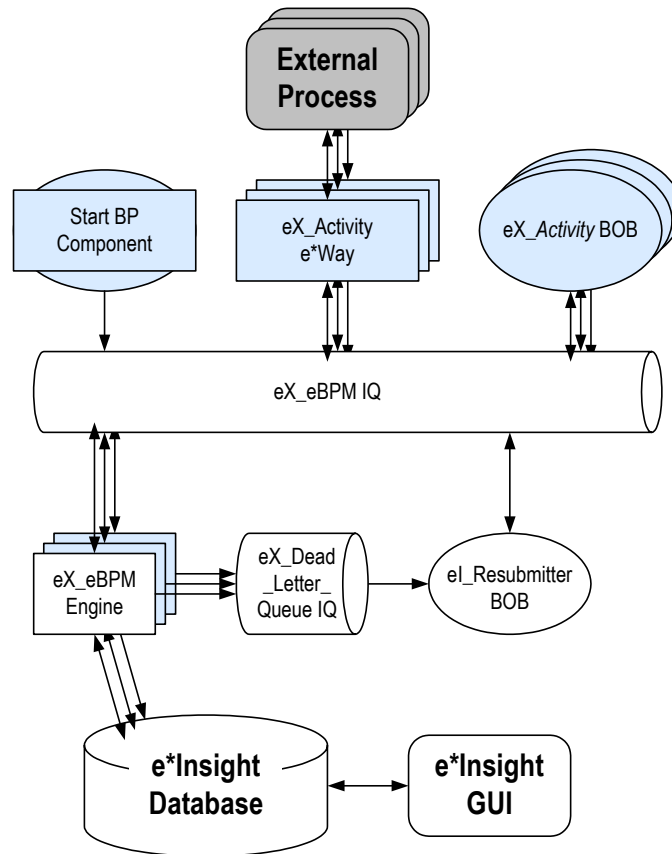 External
Process
Start BP
Component
eX_Activity
e*Way
eX_Activity BOB
eX_eBPM IQ
eX_eBPM
Engine
eX_Dead
_Letter_
Queue IQ
eI_Resubmitter
BOB
e*Insight
Database
e*Insight
GUI